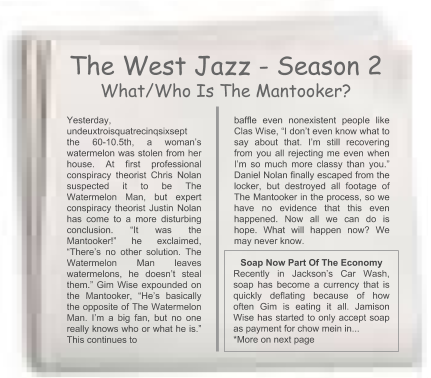 The West Jazz - Season 2
What/Who Is The Mantooker?
Yesterday,
undeuxtroisquatrecinqsixsept
the 60-10.5th, a woman's
watermelon was stolen from her
house. At first professional
conspiracy theorist Chris Nolan
suspected it to be The
Watermelon Man, but expert
conspiracy theorist Justin Nolan
has come to a more disturbing
conclusion. "It was the
Mantooker!" he exclaimed,
"There's no other solution. The
Watermelon Man leaves
watermelons, he doesn't steal
them." Gim Wise expounded on
the Mantooker, "He's basically
the opposite of The Watermelon
Man. I'm a big fan, but no one
really knows who or what he is."
This continues to
baffle even nonexistent people like
Clas Wise, "I don't even know what to
say about that. I'm still recovering
from you all rejecting me even when
I'm so much more classy than you."
Daniel Nolan finally escaped from the
locker, but destroyed all footage of
The Mantooker in the process, so we
have no evidence that this even
happened. Now all we can do is
hope. What will happen now? We
may never know.
Soap Now Part Of The Economy
Recently in Jackson's Car Wash,
soap has become a currency that is
quickly deflating because of how
often Gim is eating it all. Jamison
Wise has started to only accept soap
as payment for chow mein in...
*More on next page